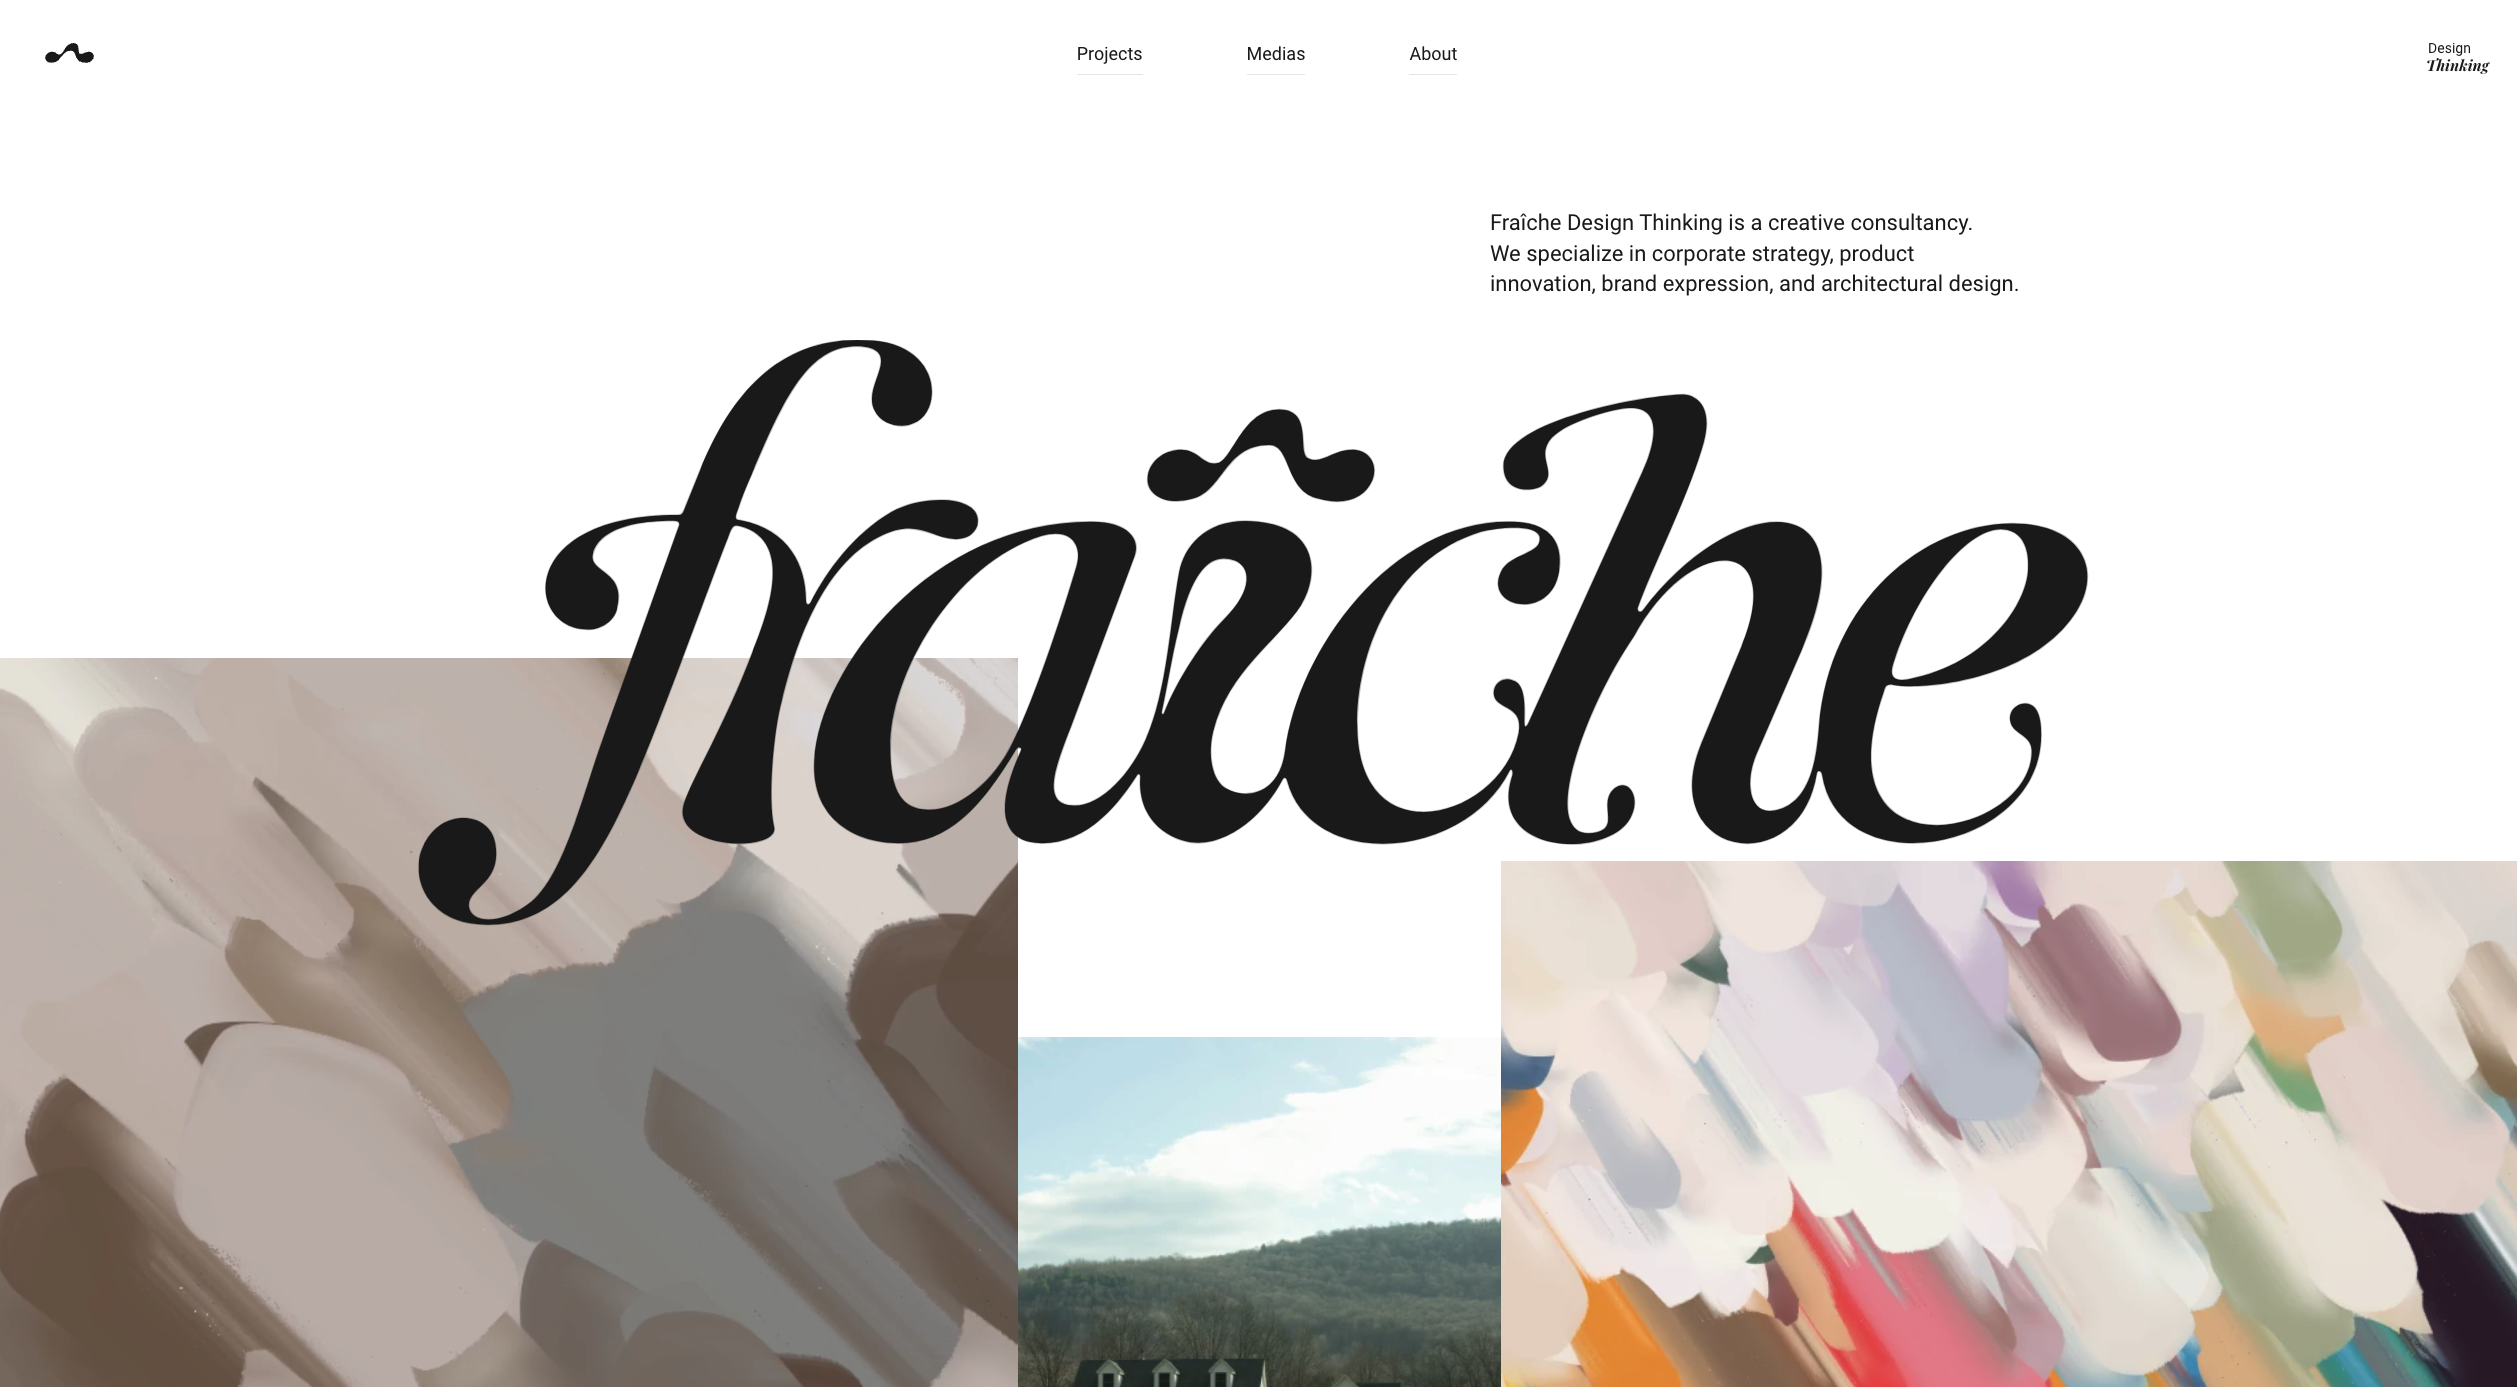 Projects
Medias
About
Design
Thinking
Fraîche Design Thinking is a creative consultancy.
We specialize in corporate strategy, product
innovation, brand expression, and architectural design.
fraîche